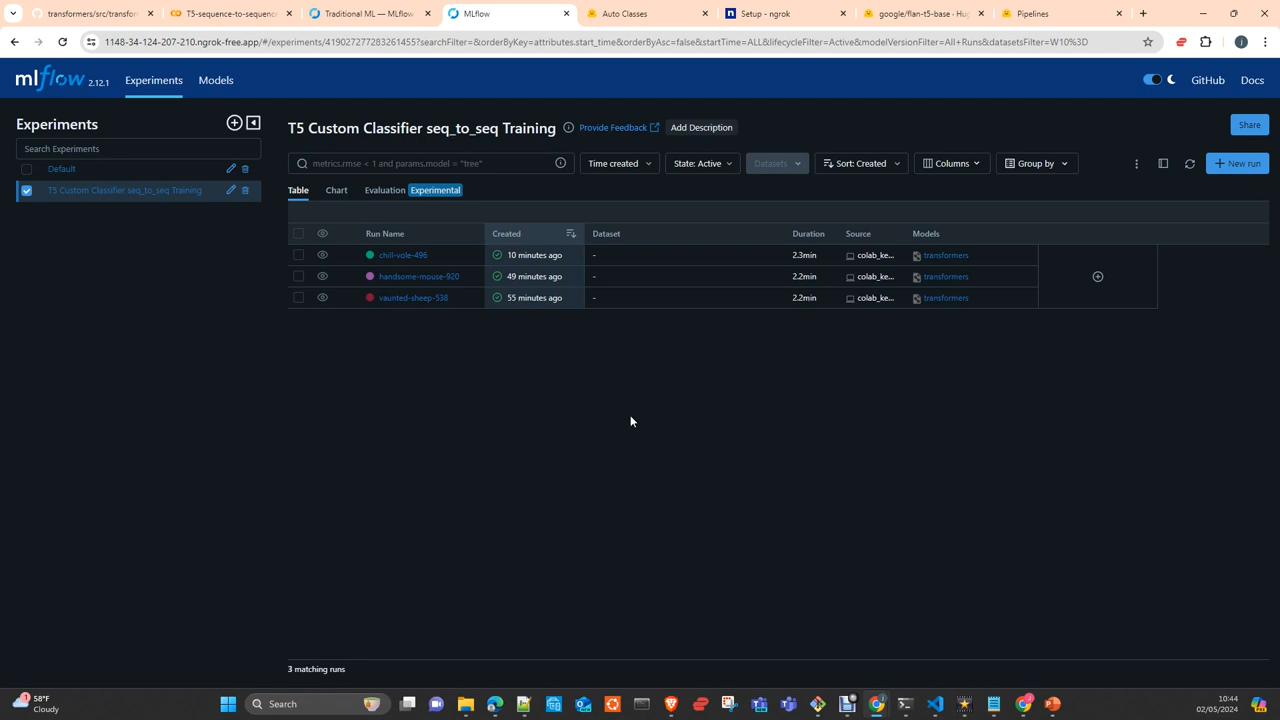 transformers/src/transform
T5-sequence-to-sequenc
Traditional ML — MLflow
MLflow
Auto Classes
Setup - ngrok
google/flan-t5-base · Hug
Pipelines
1148-34-124-207-210.ngrok-free.app/#/experiments/419027277283261455?searchFilter=&orderByKey=attributes.start_time&orderByAsc=false&startTime=ALL&lifecycleFilter=Active&modelVersionFilter=All+Runs&datasetsFilter=W10%3D
mlflow 2.12.1
Experiments
Models
GitHub
Docs
Experiments
Search Experiments
Default
T5 Custom Classifier seq_to_seq Training
T5 Custom Classifier seq_to_seq Training
Provide Feedback
Add Description
Share
metrics.rmse < 1 and params.model = "tree"
Time created
State: Active
Datasets
Sort: Created
Columns
Group by
New run
Table
Chart
Evaluation Experimental
Run Name
Created
Dataset
Duration
Source
Models
chill-vole-496
10 minutes ago
-
2.3min
colab_ke...
transformers
handsome-mouse-920
49 minutes ago
-
2.2min
colab_ke...
transformers
vaunted-sheep-538
55 minutes ago
-
2.2min
colab_ke...
transformers
3 matching runs
1
58°F
Cloudy
Search
10:44
02/05/2024